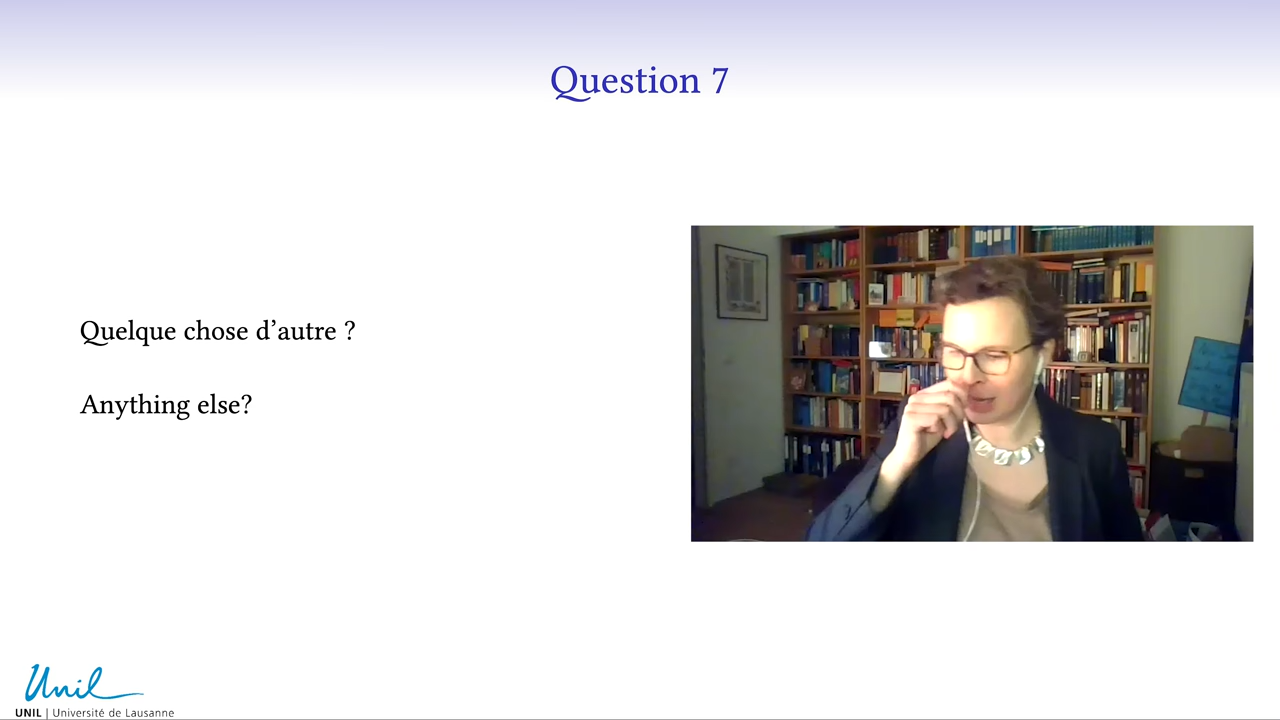 Question 7
Quelque chose d'autre ?
Anything else?
Unil
UNIL | Université de Lausanne